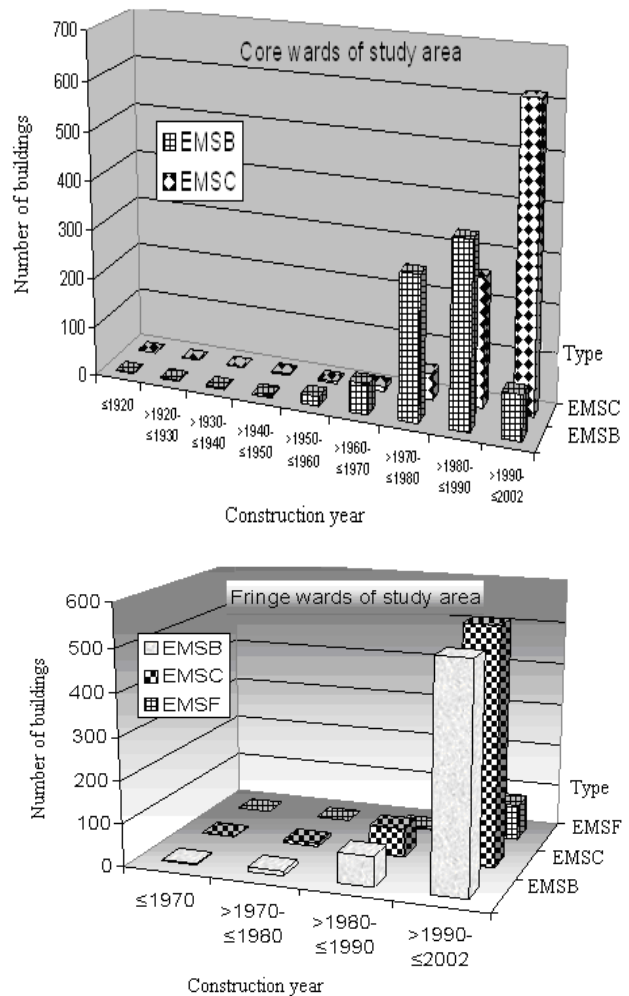 Core wards of study area
Number of buildings
700
600
500
400
300
200
100
0
EMSB
EMSC
≤1920
>1920-
≤1930
>1930-
≤1940
>1940-
≤1950
>1950-
≤1960
>1960-
≤1970
>1970-
≤1980
>1980-
≤1990
>1990-
≤2002
Type
EMSC
EMSB
Construction year
Fringe wards of study area
Number of buildings
600
500
400
300
200
100
0
EMSB
EMSC
EMSF
≤1970
>1970-
≤1980
>1980-
≤1990
>1990-
≤2002
Type
EMSF
EMSC
EMSB
Construction year